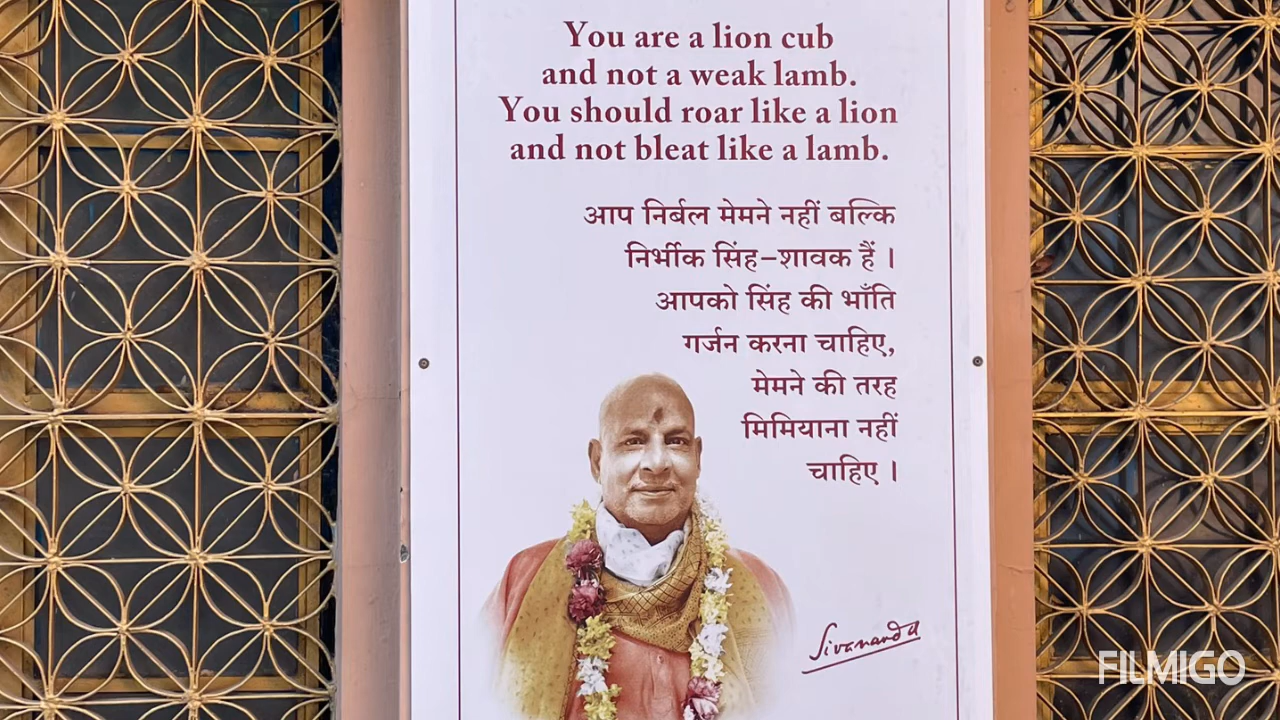 You are a lion cub
and not a weak lamb.
You should roar like a lion
and not bleat like a lamb.
आप निर्बल मेमने नहीं बल्कि
निर्भीक सिंह–शावक हैं ।
आपको सिंह की भाँति
गर्जन करना चाहिए,
मेमने की तरह
मिमियाना नहीं
चाहिए ।
Sivananda
FILMIGO